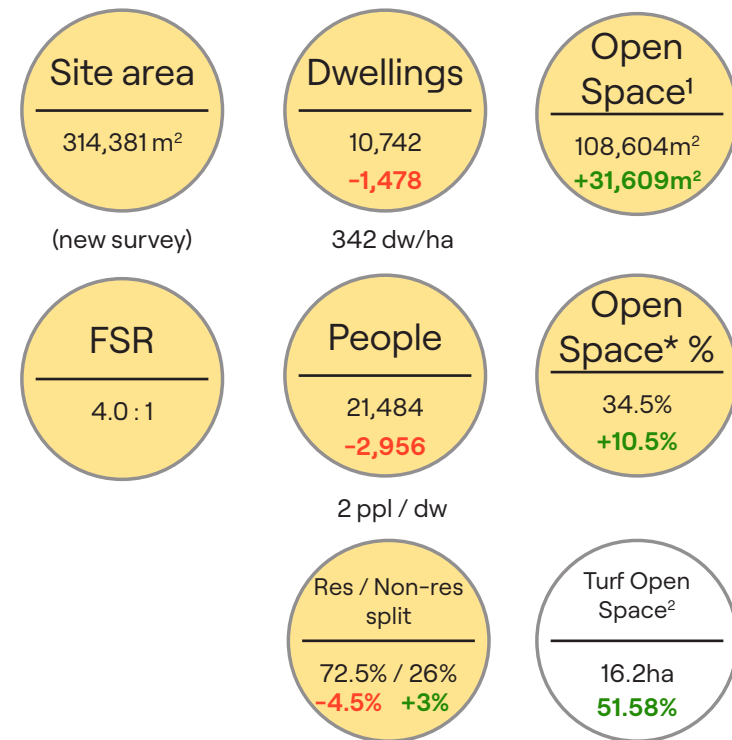 Site area
314,381 m²
(new survey)
Dwellings
10,742
-1,478
342 dw/ha
Open
Space¹
108,604m²
+31,609m²
FSR
4.0 : 1
People
21,484
-2,956
2 ppl / dw
Open
Space* %
34.5%
+10.5%
Res / Non-res
split
72.5% / 26%
-4.5% +3%
Turf Open
Space²
16.2ha
51.58%